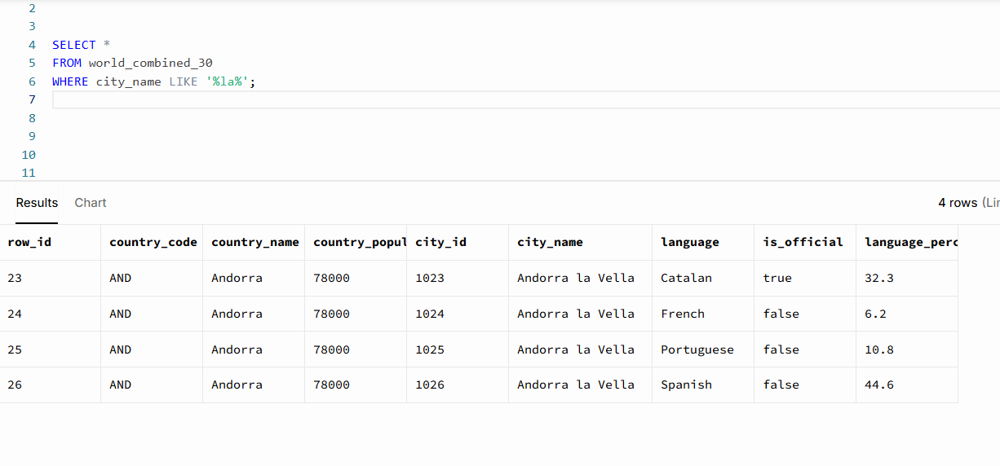 2
3
4 SELECT *
5 FROM world_combined_30
6 WHERE city_name LIKE '%la%';
7
8
9
10
11
Results Chart 4 rows (Lir
row_id country_code country_name country_popul city_id city_name language is_official language_perc
23 AND Andorra 78000 1023 Andorra la Vella Catalan true 32.3
24 AND Andorra 78000 1024 Andorra la Vella French false 6.2
25 AND Andorra 78000 1025 Andorra la Vella Portuguese false 10.8
26 AND Andorra 78000 1026 Andorra la Vella Spanish false 44.6